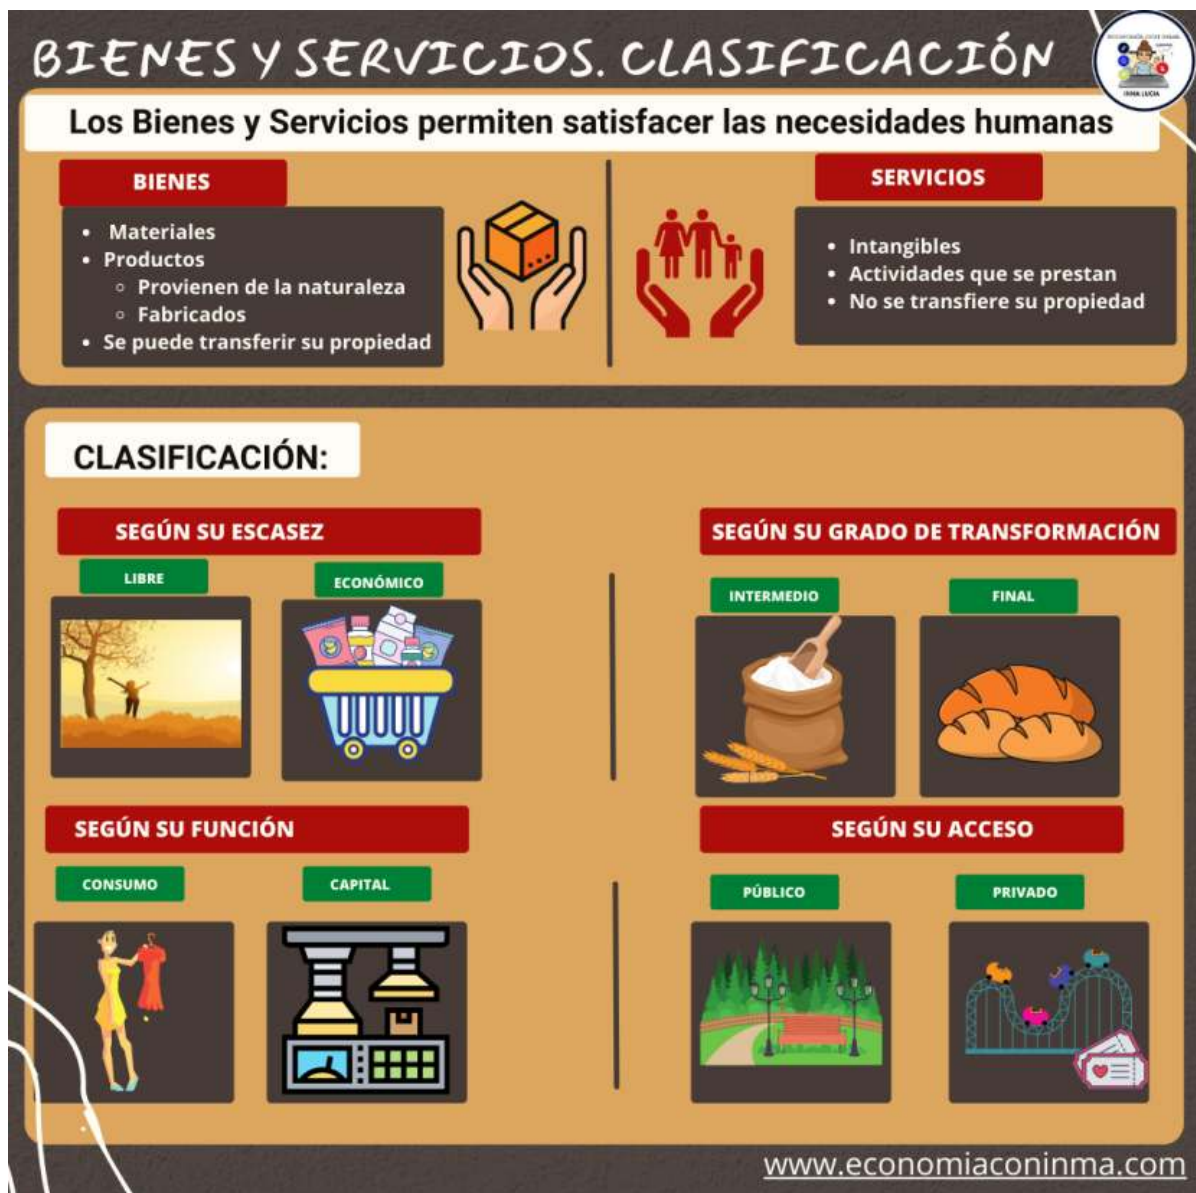 BIENES Y SERVICIOS. CLASIFICACIÓN
INMA LUCIA
Los Bienes y Servicios permiten satisfacer las necesidades humanas
BIENES
• Materiales
• Productos
◦ Provienen de la naturaleza
◦ Fabricados
• Se puede transferir su propiedad
SERVICIOS
• Intangibles
• Actividades que se prestan
• No se transfiere su propiedad
CLASIFICACIÓN:
SEGÚN SU ESCASEZ
LIBRE
ECONÓMICO
SEGÚN SU GRADO DE TRANSFORMACIÓN
INTERMEDIO
FINAL
SEGÚN SU FUNCIÓN
CONSUMO
CAPITAL
SEGÚN SU ACCESO
PÚBLICO
PRIVADO
www.economiaconinma.com